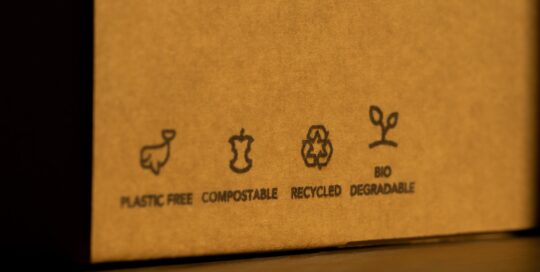 PLASTIC FREE
COMPOSTABLE
RECYCLED
BIO
DEGRADABLE